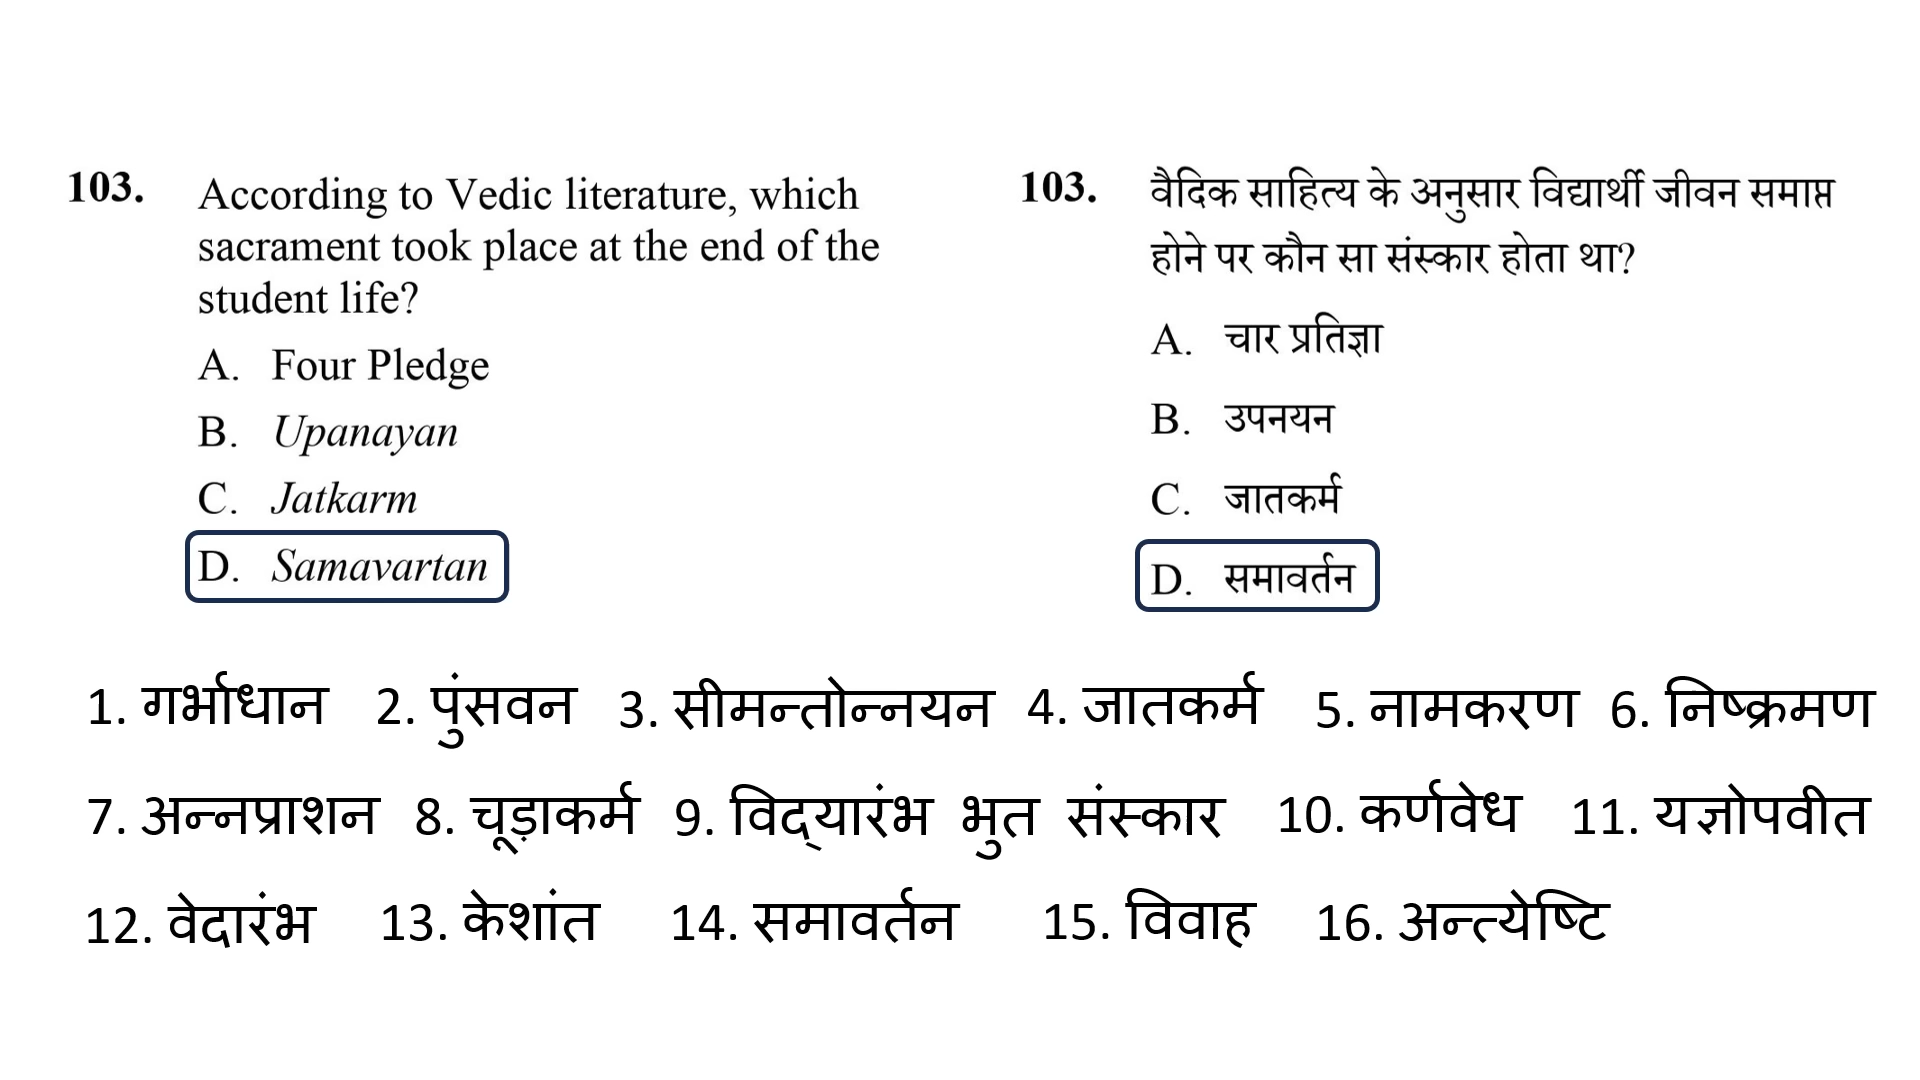 103. According to Vedic literature, which
sacrament took place at the end of the
student life?
A. Four Pledge
B. Upanayan
C. Jatkarm
D. Samavartan
103. वैदिक साहित्य के अनुसार विद्यार्थी जीवन समाप्त
होने पर कौन सा संस्कार होता था?
A. चार प्रतिज्ञा
B. उपनयन
C. जातकर्म
D. समावर्तन
1. गर्भाधान 2. पुंसवन 3. सीमन्तोन्नयन 4. जातकर्म 5. नामकरण 6. निष्क्रमण
7. अन्नप्राशन 8. चूड़ाकर्म 9. विद्यारंभ भुत संस्कार 10. कर्णवेध 11. यज्ञोपवीत
12. वेदारंभ 13. केशांत 14. समावर्तन 15. विवाह 16. अन्त्येष्टि